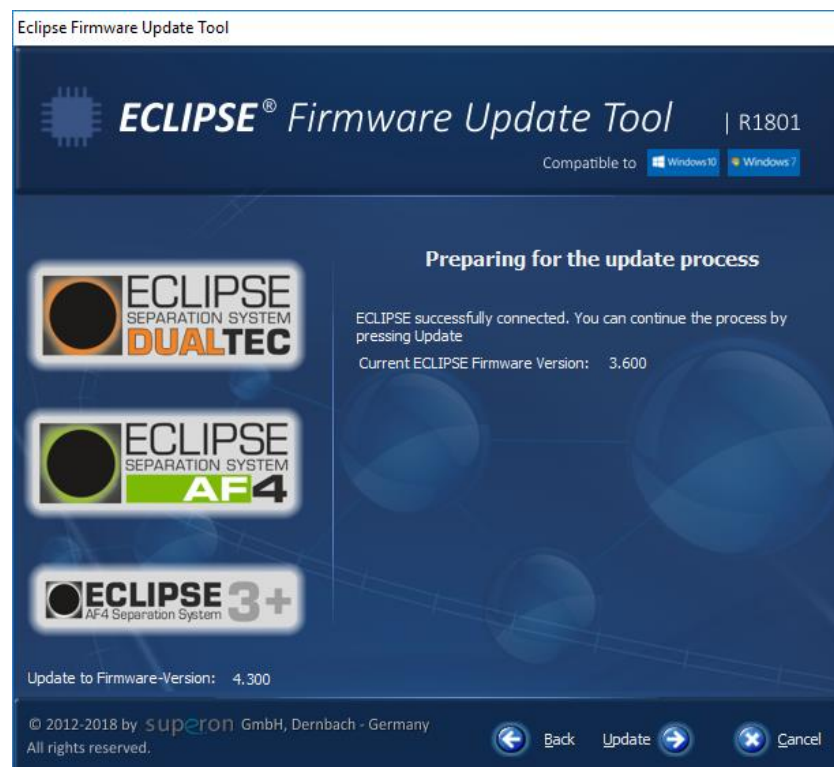 Eclipse Firmware Update Tool
ECLIPSE® Firmware Update Tool | R1801
Compatible to Windows 10 Windows 7
ECLIPSE
SEPARATION SYSTEM
DUALTEC
Preparing for the update process
ECLIPSE successfully connected. You can continue the process by
pressing Update
Current ECLIPSE Firmware Version: 3.600
ECLIPSE
SEPARATION SYSTEM
AF4
ECLIPSE 3+
AF4 Separation System
Update to Firmware-Version: 4.300
© 2012-2018 by superon GmbH, Dernbach - Germany
All rights reserved.
Back Update Cancel